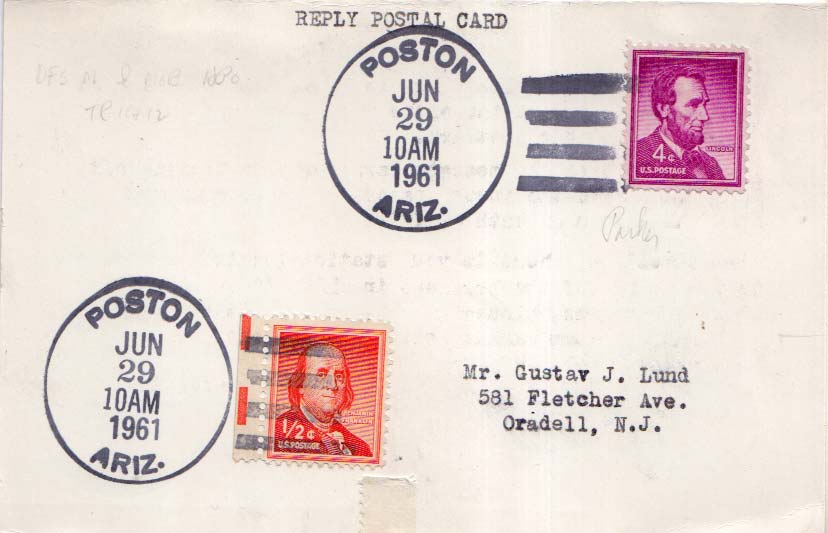 REPLY POSTAL CARD
POSTON
JUN
29
10AM
1961
ARIZ.
LINCOLN
4¢
U.S. POSTAGE
Parker
POSTON
JUN
29
10AM
1961
ARIZ.
BENJAMIN
FRANKLIN
1/2¢
U.S. POSTAGE
Mr. Gustav J. Lund
581 Fletcher Ave.
Oradell, N.J.